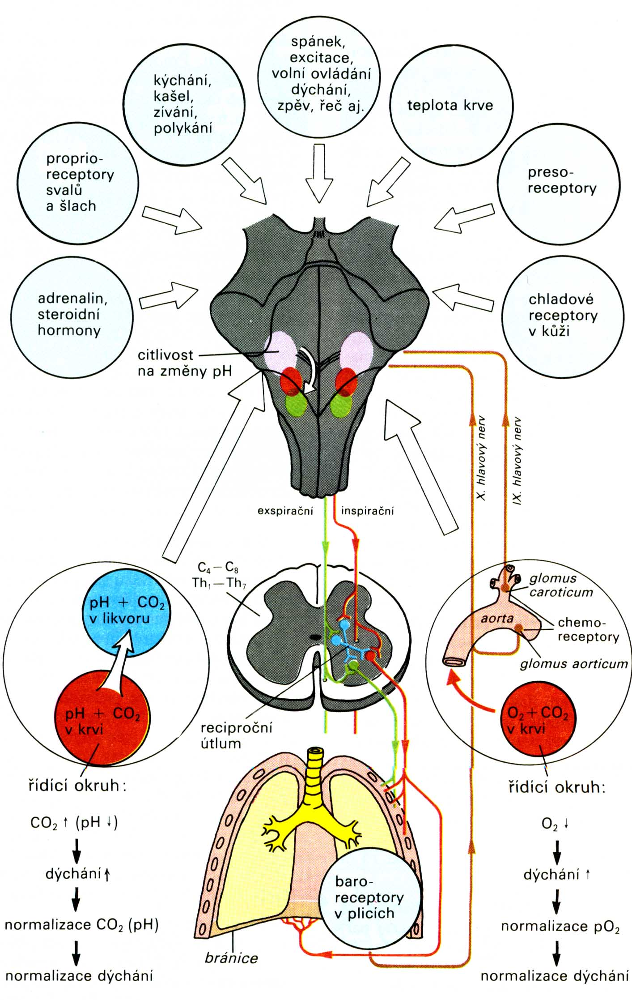 spánek,
excitace,
volní ovládání
dýchání,
zpěv, řeč aj.
kýchání,
kašel,
zívání,
polykání
teplota krve
proprio-
receptory
svalů
a šlach
preso-
receptory
adrenalin,
steroidní
hormony
chladové
receptory
v kůži
citlivost
na změny pH
X. hlavový nerv
IX. hlavový nerv
exspirační
inspirační
C₄ – C₈
Th₁ – Th₇
pH + CO₂
v likvoru
pH + CO₂
v krvi
glomus
caroticum
aorta
chemo-
receptory
glomus aorticum
O₂ + CO₂
v krvi
reciproční
útlum
řídící okruh:
CO₂ ↑ (pH ↓)
dýchání ↑
normalizace CO₂ (pH)
normalizace dýchání
baro-
receptory
v plicích
bránice
řídící okruh:
O₂ ↓
dýchání ↑
normalizace pO₂
normalizace dýchání